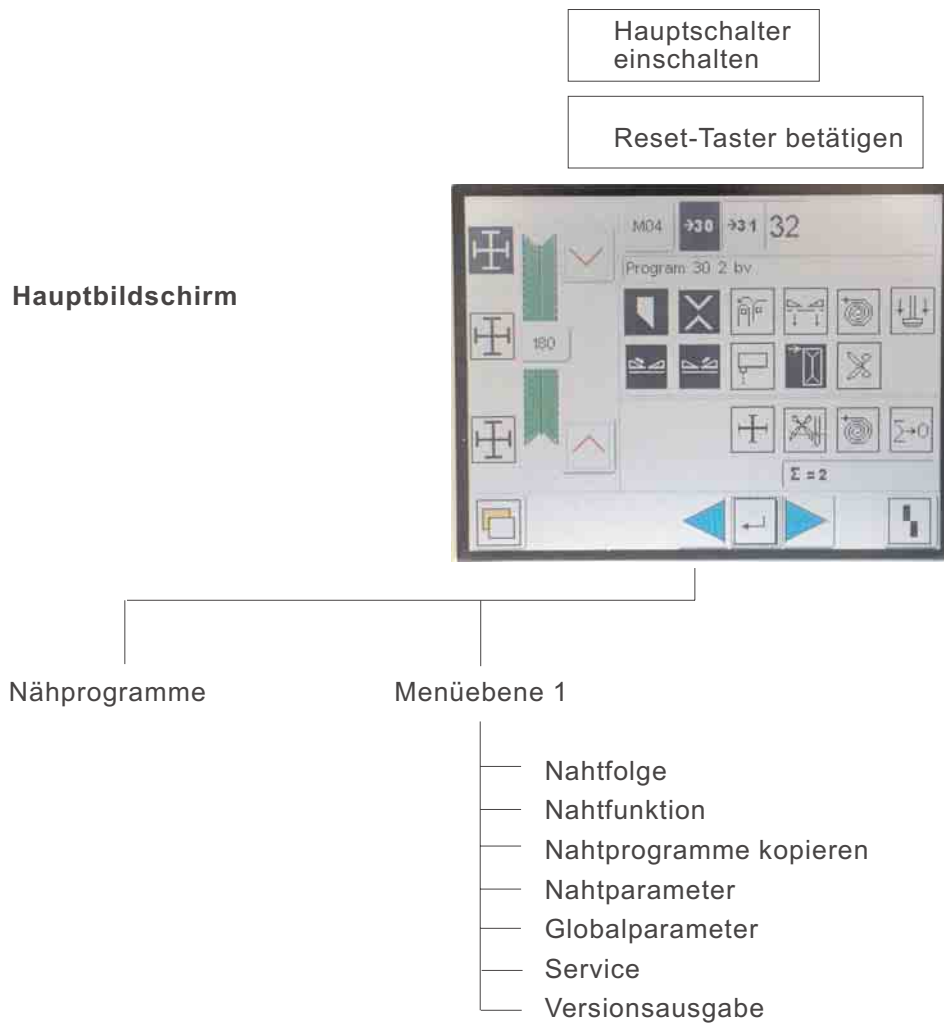 Hauptschalter
einschalten
Reset-Taster betätigen
Hauptbildschirm
M04 →30 →31 32
Program 30 2 bv
180
Σ→0
Σ = 2
Nähprogramme
Menüebene 1
Nahtfolge
Nahtfunktion
Nahtprogramme kopieren
Nahtparameter
Globalparameter
Service
Versionsausgabe